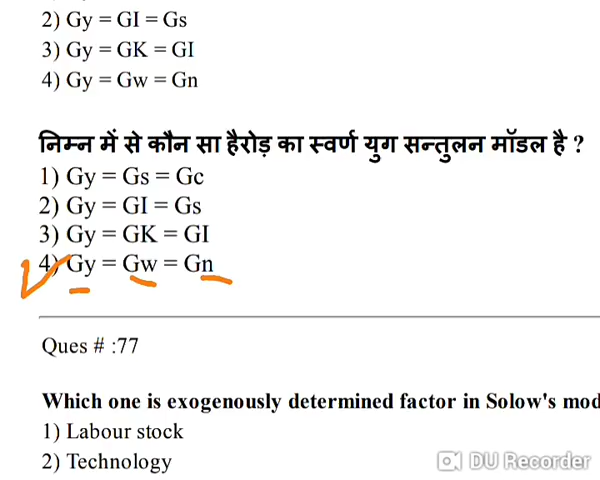 2) Gy = GI = Gs
3) Gy = GK = GI
4) Gy = Gw = Gn
निम्न में से कौन सा हैरोड़ का स्वर्ण युग सन्तुलन मॉडल है ?
1) Gy = Gs = Gc
2) Gy = GI = Gs
3) Gy = GK = GI
4) Gy = Gw = Gn
Ques # :77
Which one is exogenously determined factor in Solow's mod
1) Labour stock
2) Technology
DU Recorder